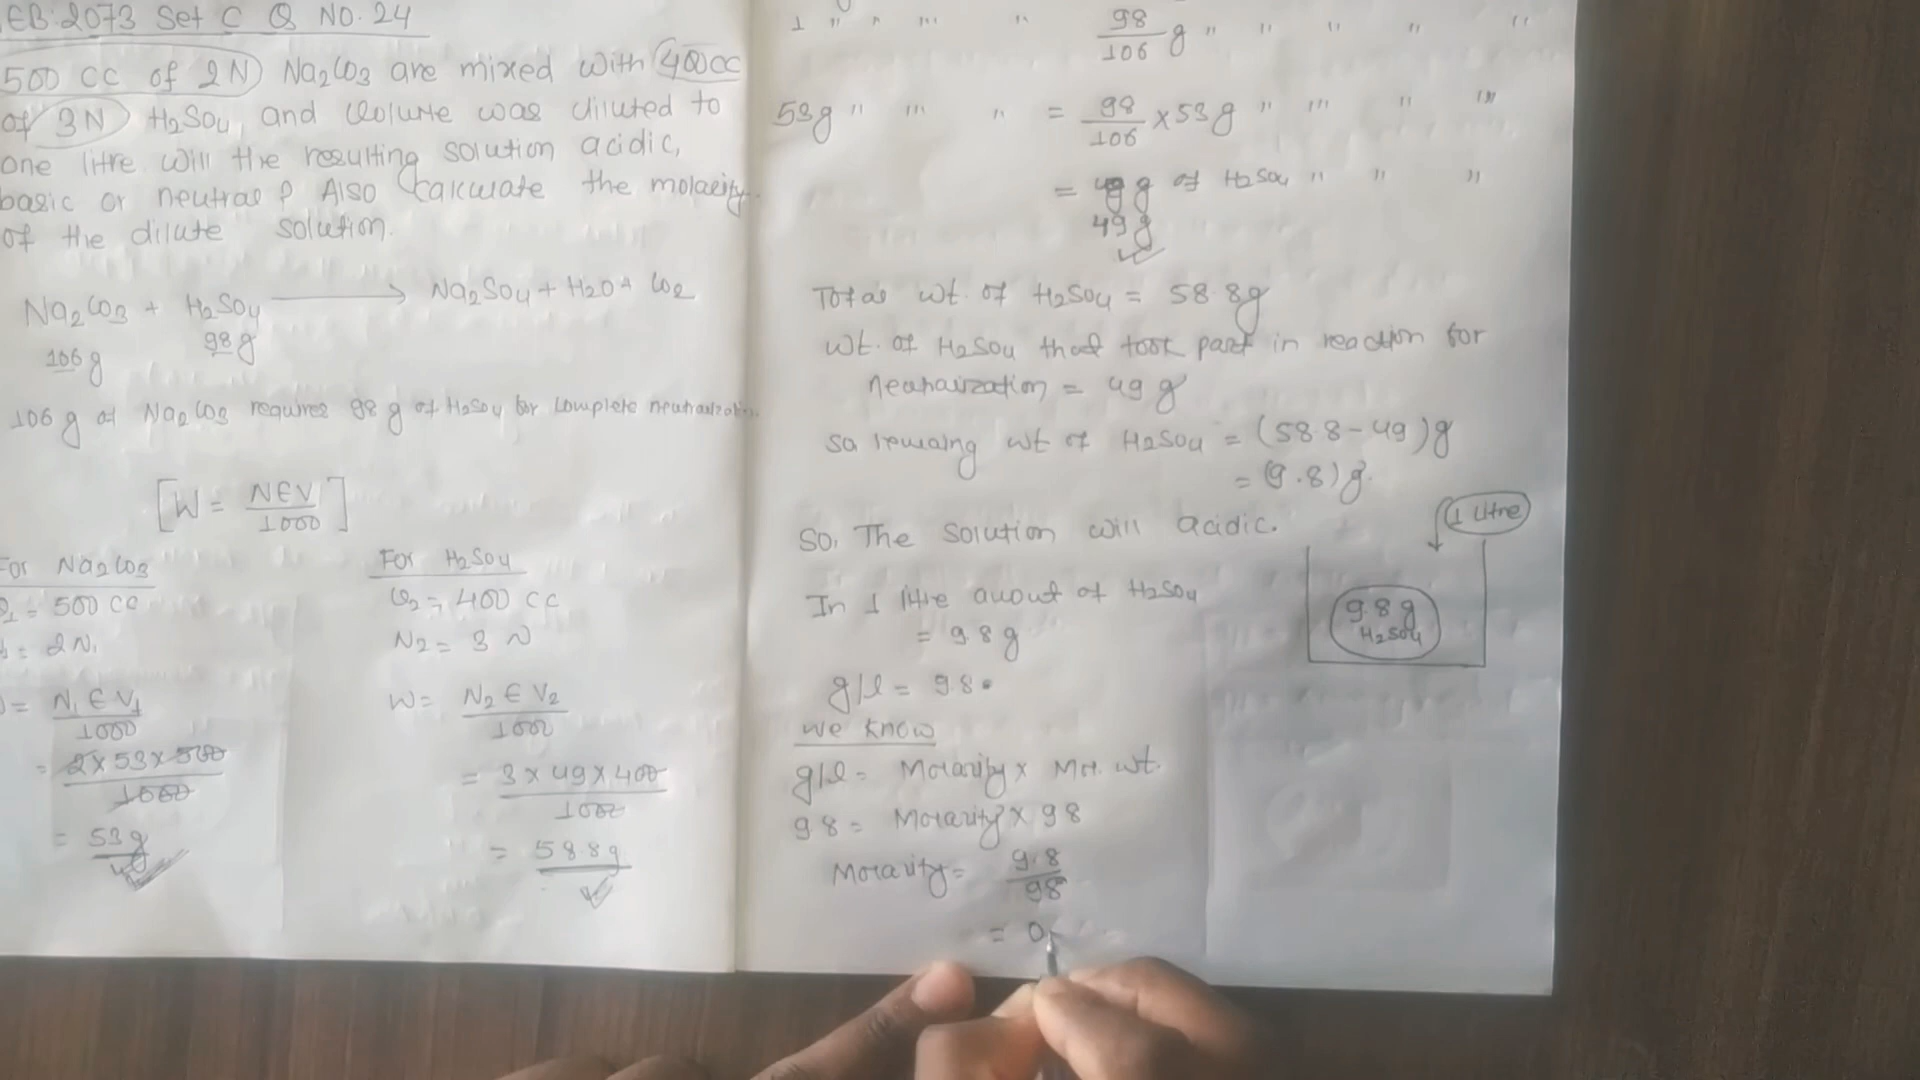 EB. 2073 Set C Q NO. 24
500 CC of 2N Na2CO3 are mixed with 400CC
of 3N H2SO4 and volume was diluted to
one litre will the resulting solution acidic,
basic or neutral ? Also calculate the molarity.
of the dilute solution.
Na2CO3 + H2SO4 → Na2SO4 + H2O + CO2
106 g 98 g
106 g of Na2CO3 requires 98 g of H2SO4 for complete neutralization.
[W = NEV/1000]
For Na2CO3
= 500 CC
= 2N.
= N1 E V1/1000
= 2 x 53 x 500/1000
= 53g
For H2SO4
V2 = 400 CC
N2 = 3 N
W = N2 E V2/1000
= 3 x 49 x 400/1000
= 58.8g
1 " " "' " 98/106 g " " " " "
53g " "' " = 98/106 x 53g " "' " "'
= g of H2SO4 " " "
49 g
Total wt. of H2SO4 = 58.8g
Wt. of H2SO4 that took part in reaction for
= 49 g
So wt of H2SO4 = (58.8 - 49) g
= (9.8) g.
So, The solution will acidic.
1 Litre
9.8 g
H2SO4
In 1 litre of H2SO4
= 9.8 g
g/l = 9.8
We know
g/l = Molarity x Mol. wt.
9.8 = Molarity x 98
Molarity = 9.8/98
= 0